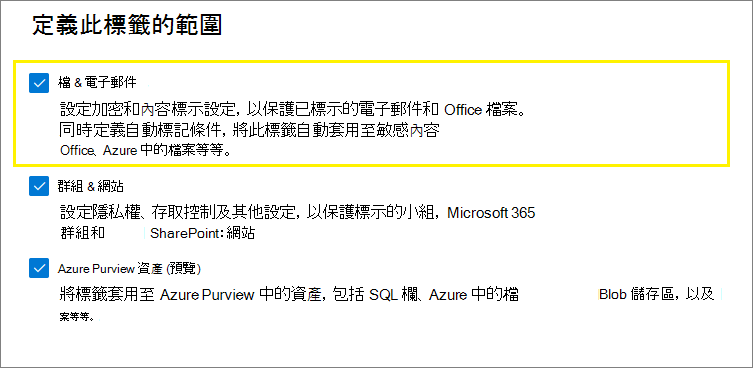 定義此標籤的範圍
檔 & 電子郵件
設定加密和內容標示設定，以保護已標示的電子郵件和 Office 檔案。
同時定義自動標記條件，將此標籤自動套用至敏感內容
Office、Azure 中的檔案等等。
群組 & 網站
設定隱私權、存取控制及其他設定，以保護標示的小組，Microsoft 365
群組和 SharePoint：網站
Azure Purview 資產 (預覽)
將標籤套用至 Azure Purview 中的資產，包括 SQL 欄、Azure 中的檔 Blob 儲存區，以及
案等等。